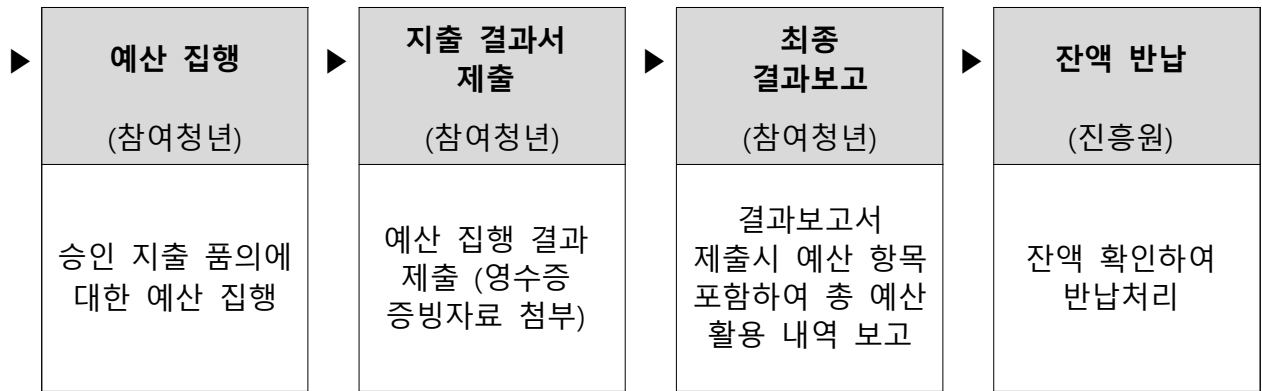 ▶
예산 집행
(참여청년)
승인 지출 품의에
대한 예산 집행
▶
지출 결과서
제출
(참여청년)
예산 집행 결과
제출 (영수증
증빙자료 첨부)
▶
최종
결과보고
(참여청년)
결과보고서
제출시 예산 항목
포함하여 총 예산
활용 내역 보고
▶
잔액 반납
(진흥원)
잔액 확인하여
반납처리